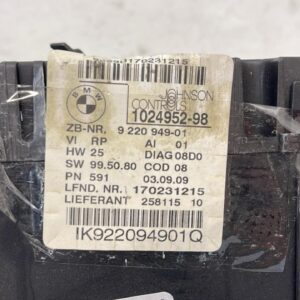 170231215
BMW
JOHNSON
CONTROLS
1024952-98
ZB-NR. 9 220 949-01
VI RP AI 01
HW 25 DIAG 08D0
SW 99.50.80 COD 08
PN 591 03.09.09
LFND. NR. 170231215
LIEFERANT 258115 10
IK922094901Q